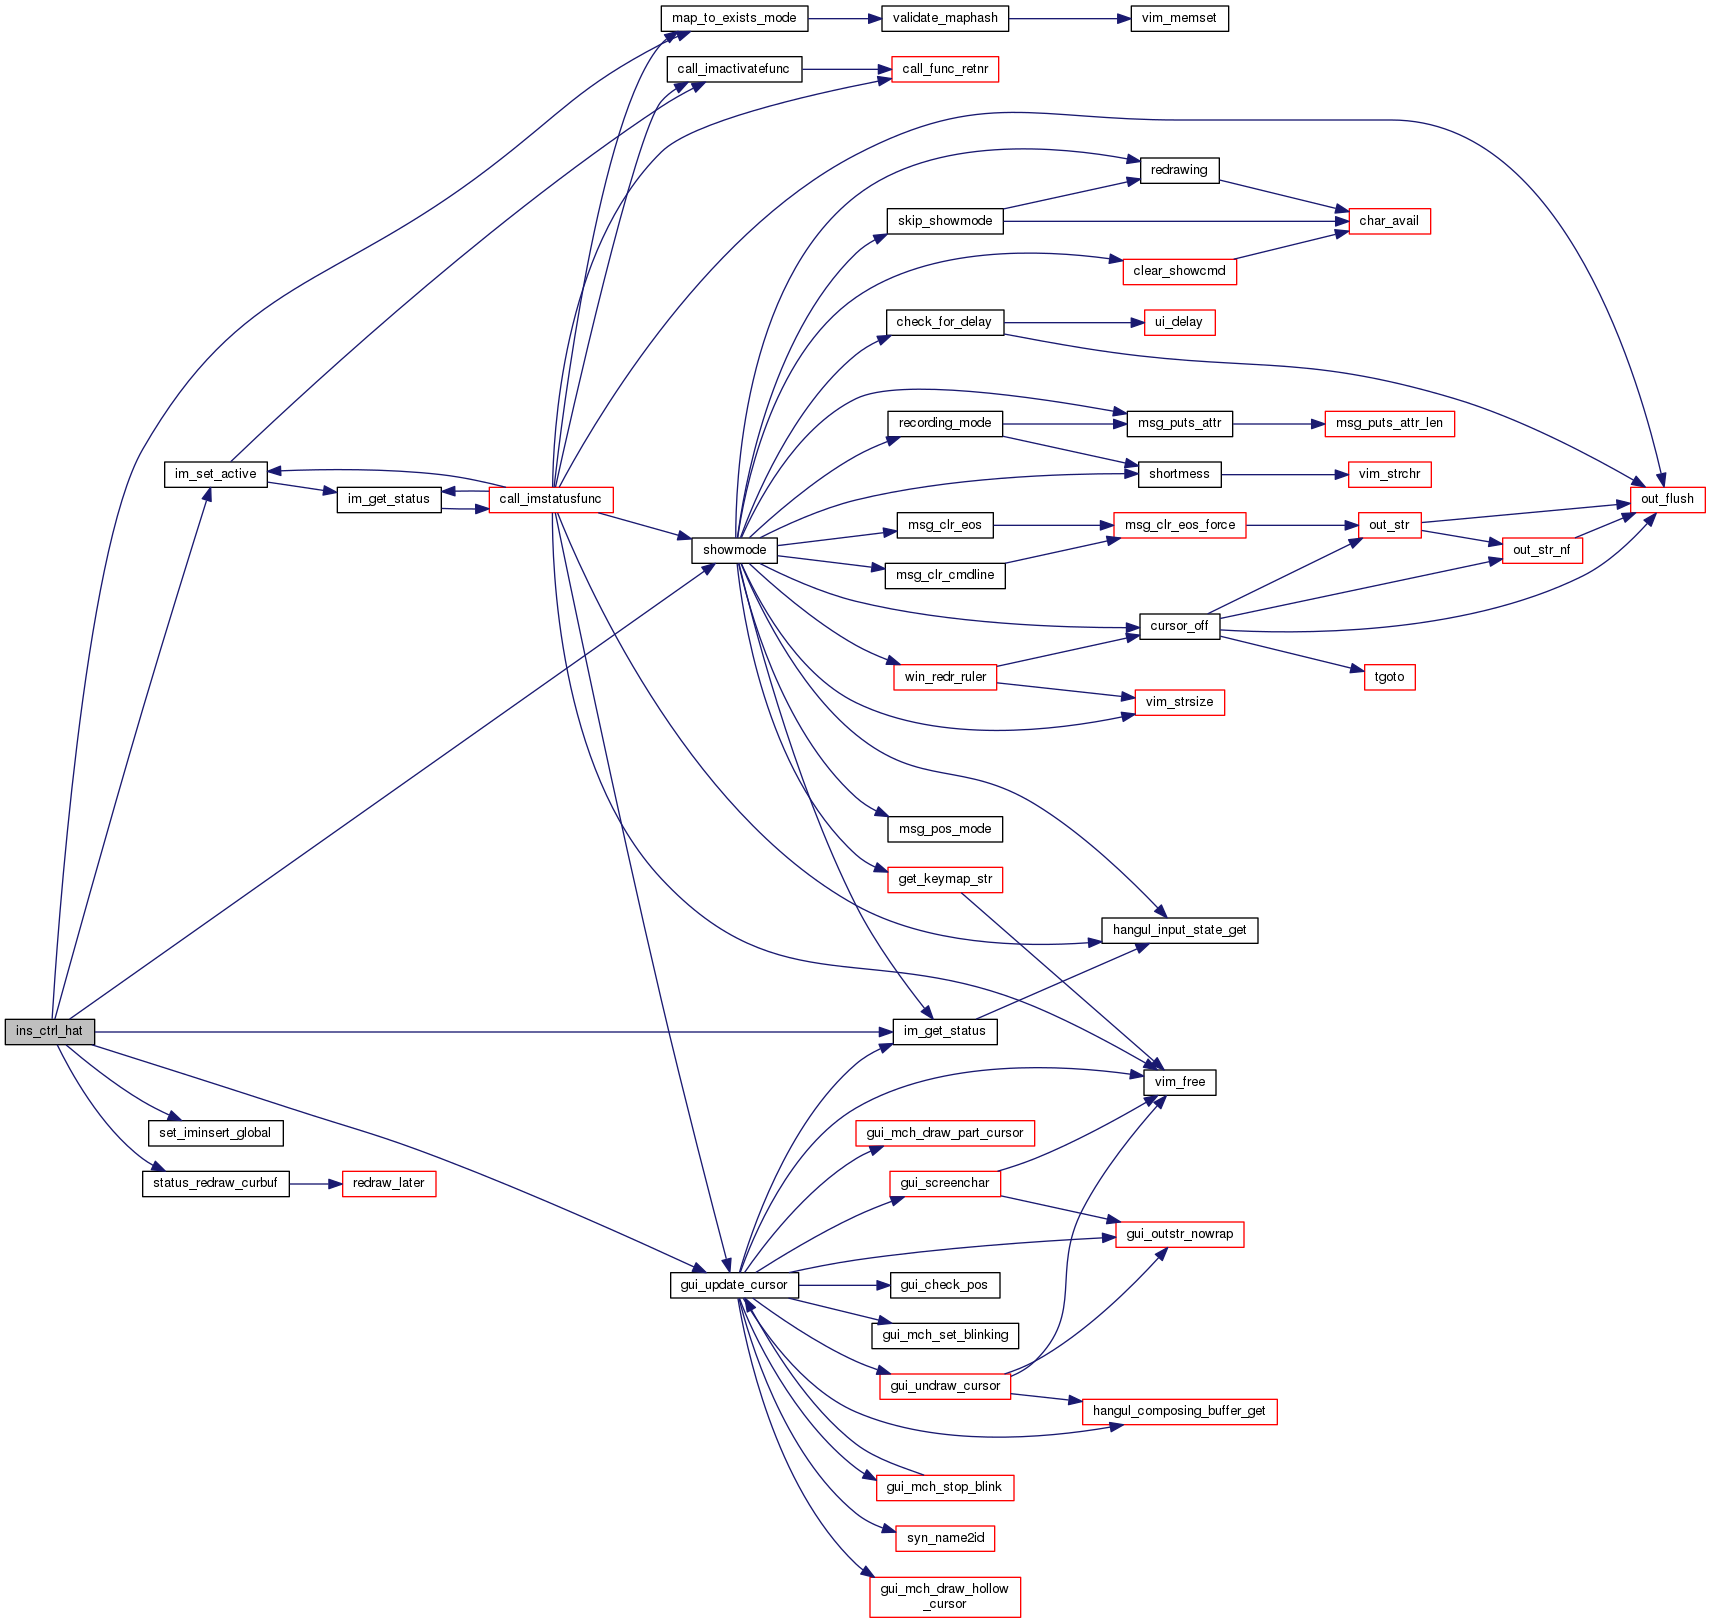 map_to_exists_mode
validate_maphash
vim_memset
call_imactivatefunc
call_func_retnr
redrawing
skip_showmode
char_avail
clear_showcmd
check_for_delay
ui_delay
recording_mode
msg_puts_attr
msg_puts_attr_len
im_set_active
shortmess
vim_strchr
im_get_status
call_imstatusfunc
out_flush
msg_clr_eos
msg_clr_eos_force
out_str
showmode
out_str_nf
msg_clr_cmdline
cursor_off
win_redr_ruler
tgoto
vim_strsize
msg_pos_mode
get_keymap_str
hangul_input_state_get
ins_ctrl_hat
im_get_status
vim_free
set_iminsert_global
gui_mch_draw_part_cursor
status_redraw_curbuf
redraw_later
gui_screenchar
gui_outstr_nowrap
gui_update_cursor
gui_check_pos
gui_mch_set_blinking
gui_undraw_cursor
hangul_composing_buffer_get
gui_mch_stop_blink
syn_name2id
gui_mch_draw_hollow
_cursor